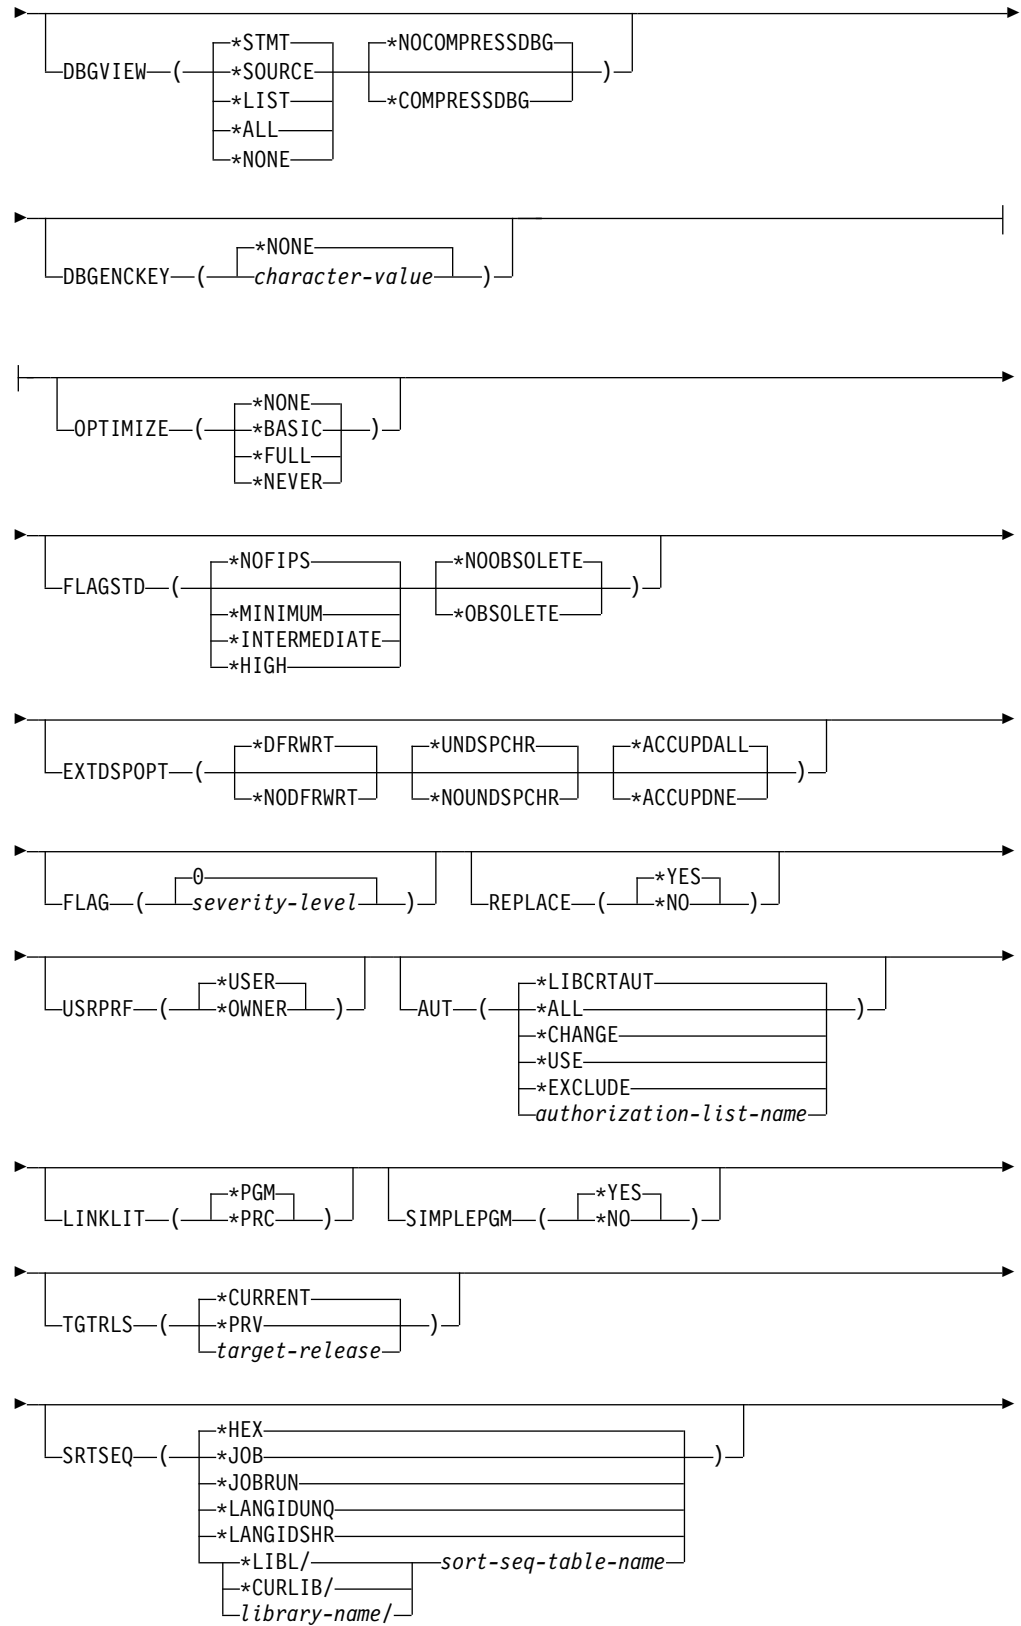 *STMT *NOCOMPRESSDBG
DBGVIEW ( *SOURCE )
*LIST *COMPRESSDBG
*ALL
*NONE
*NONE
DBGENCKEY ( character-value )
*NONE
OPTIMIZE ( *BASIC )
*FULL
*NEVER
*NOFIPS *NOOBSOLETE
FLAGSTD ( )
*MINIMUM *OBSOLETE
*INTERMEDIATE
*HIGH
*DFRWRT *UNDSPCHR *ACCUPDALL
EXTDSPOPT ( )
*NODFRWRT *NOUNDSPCHR *ACCUPDNE
0 *YES
FLAG ( severity-level ) REPLACE ( *NO )
*USER *LIBCRTAUT
USRPRF ( *OWNER ) AUT ( *ALL )
*CHANGE
*USE
*EXCLUDE
authorization-list-name
*PGM *YES
LINKLIT ( *PRC ) SIMPLEPGM ( *NO )
*CURRENT
TGTRLS ( *PRV )
target-release
*HEX
SRTSEQ ( *JOB )
*JOBRUN
*LANGIDUNQ
*LANGIDSHR
*LIBL/ sort-seq-table-name
*CURLIB/
library-name/